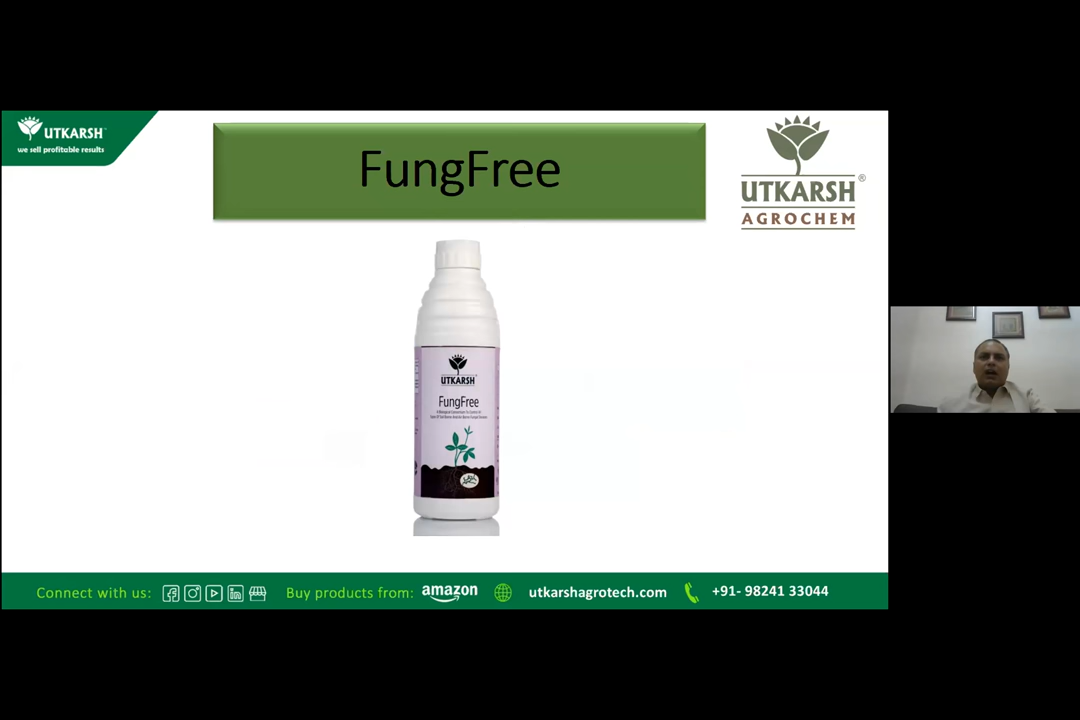 UTKARSH
we sell profitable results
FungFree
UTKARSH®
AGROCHEM
UTKARSH
FungFree
Connect with us:
Buy products from: amazon
utkarshagrotech.com
+91- 98241 33044